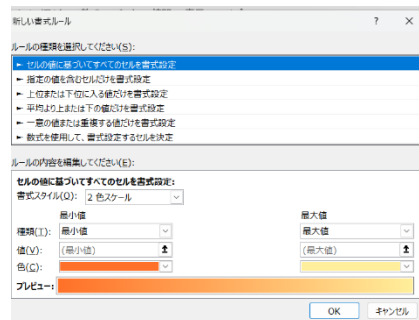 新しい書式ルール ? ×
ルールの種類を選択してください(S):
► セルの値に基づいてすべてのセルを書式設定
► 指定の値を含むセルだけを書式設定
► 上位または下位に入る値だけを書式設定
► 平均より上または下の値だけを書式設定
► 一意の値または重複する値だけを書式設定
► 数式を使用して、書式設定するセルを決定
ルールの内容を編集してください(E):
セルの値に基づいてすべてのセルを書式設定:
書式スタイル(O): 2 色スケール
最小値 最大値
種類(T): 最小値 最大値
値(V): (最小値) (最大値)
色(C):
プレビュー:
OK キャンセル